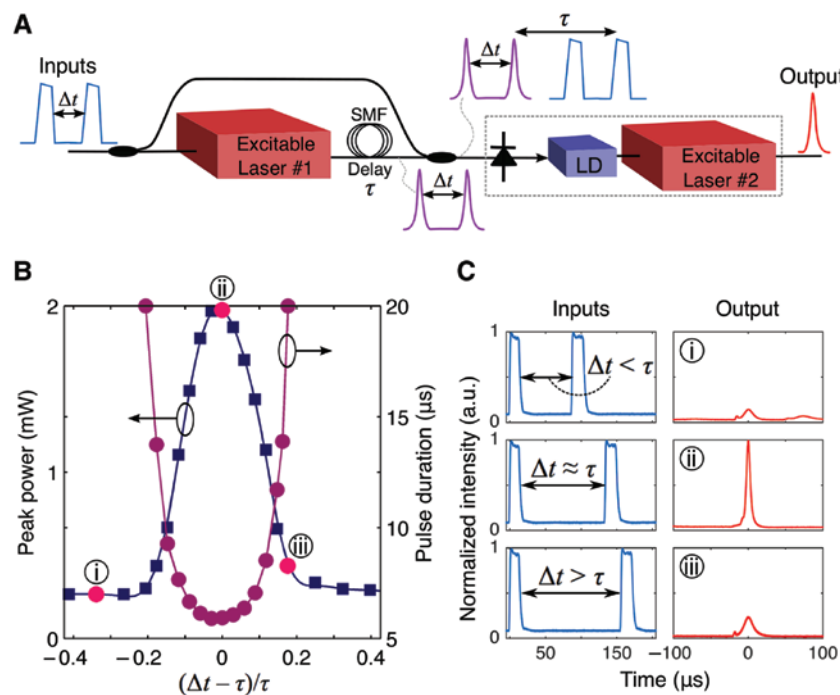 A
Inputs
Δt
Excitable
Laser #1
SMF
Delay
τ
Δt
Δt
τ
LD
Excitable
Laser #2
Output
B
Peak power (mW)
2
1
0
i
ii
iii
20
15
10
5
Pulse duration (μs)
−0.4 −0.2 0 0.2 0.4
(Δt − τ)/τ
C
Inputs Output
Normalized intensity (a.u.)
1
0
Δt < τ
i
1
0
Δt ≈ τ
ii
1
0
Δt > τ
iii
50 100 150 −100 0 100
Time (μs)